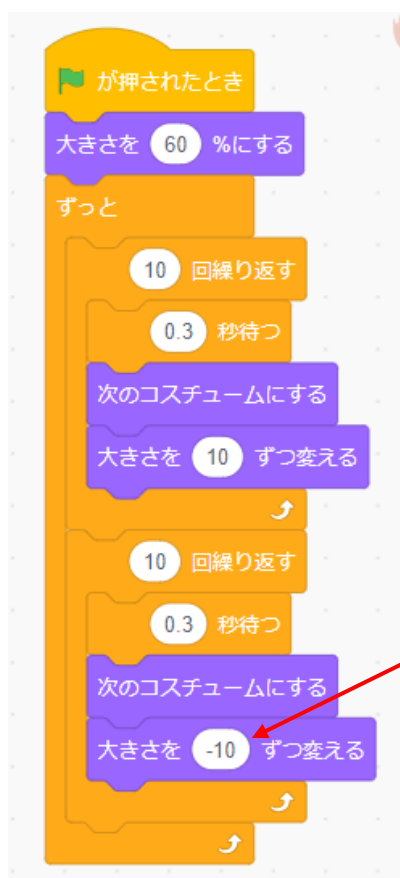 が押されたとき
大きさを 60 %にする
ずっと
10 回繰り返す
0.3 秒待つ
次のコスチュームにする
大きさを 10 ずつ変える
10 回繰り返す
0.3 秒待つ
次のコスチュームにする
大きさを -10 ずつ変える